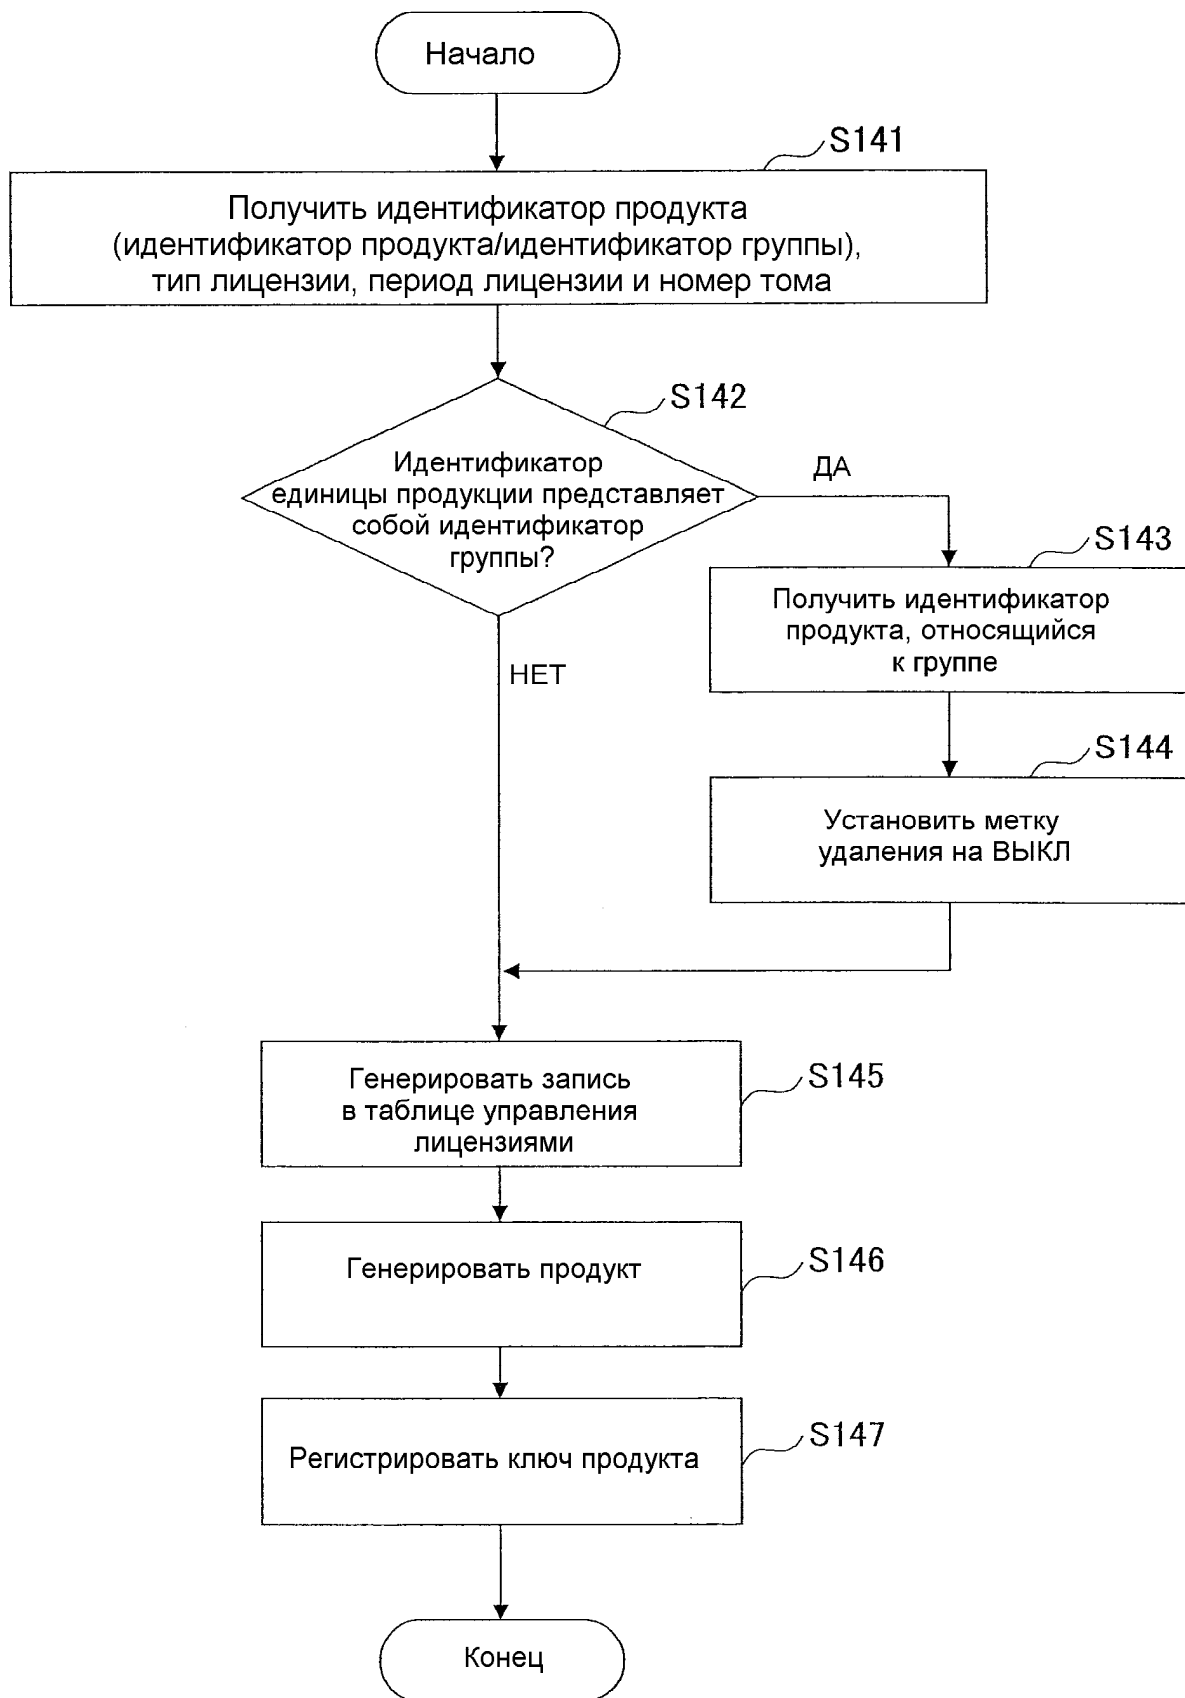 Начало
S141
Получить идентификатор продукта
(идентификатор продукта/идентификатор группы),
тип лицензии, период лицензии и номер тома
S142
Идентификатор
единицы продукции представляет
собой идентификатор
группы?
ДА
НЕТ
S143
Получить идентификатор
продукта, относящийся
к группе
S144
Установить метку
удаления на ВЫКЛ
S145
Генерировать запись
в таблице управления
лицензиями
S146
Генерировать продукт
S147
Регистрировать ключ продукта
Конец